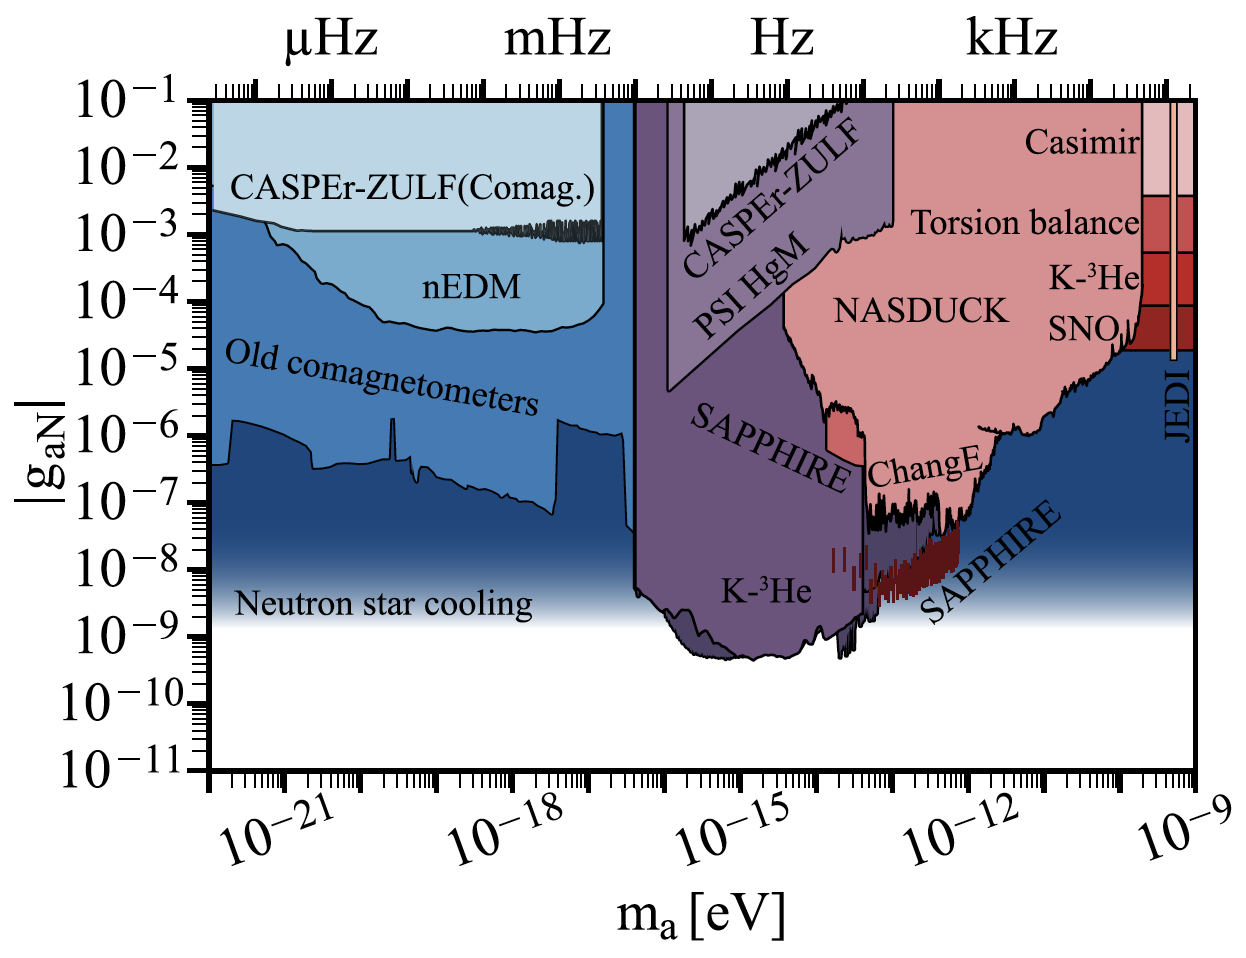 μHz mHz Hz kHz
10⁻¹
10⁻²
10⁻³
10⁻⁴
10⁻⁵
10⁻⁶
10⁻⁷
10⁻⁸
10⁻⁹
10⁻¹⁰
10⁻¹¹
|gₐN|
CASPEr-ZULF(Comag.)
nEDM
Old comagnetometers
Neutron star cooling
CASPEr-ZULF
PSI HgM
SAPPHIRE
K-³He
NASDUCK
ChangE
SAPPHIRE
Casimir
Torsion balance
K-³He
SNO
JEDI
10⁻²¹ 10⁻¹⁸ 10⁻¹⁵ 10⁻¹² 10⁻⁹
mₐ [eV]